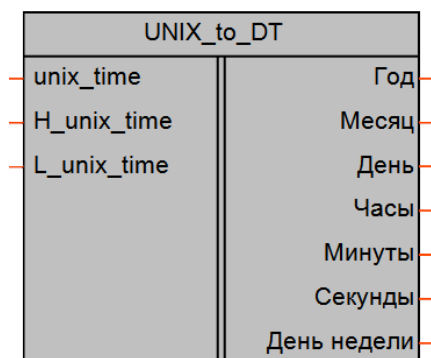 UNIX_to_DT
unix_time
Год
H_unix_time
Месяц
L_unix_time
День
Часы
Минуты
Секунды
День недели